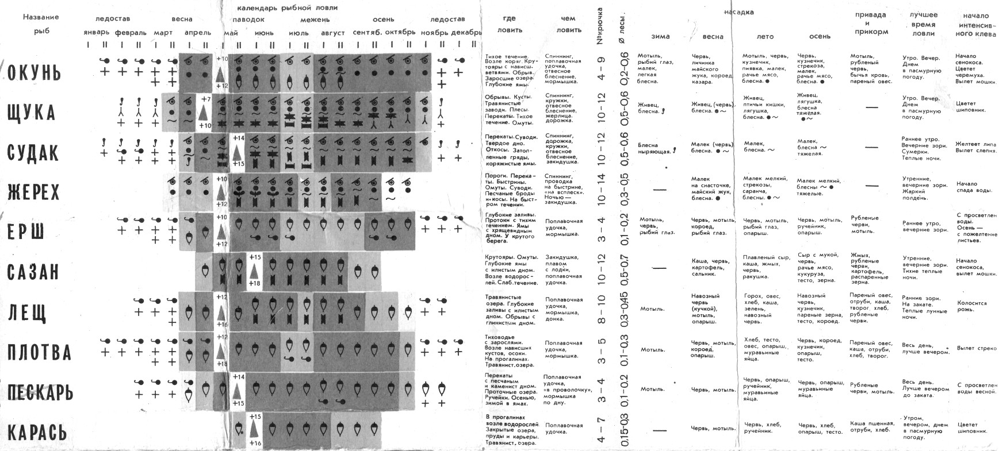 календарь рыбной ловли
Название
рыб
ледостав
весна
паводок
межень
осень
ледостав
январь февраль март апрель май июнь июль август сентяб. октябрь ноябрь декабрь
I II I II I II I II I II I II I II I II I II I II I II
где
ловить
чем
ловить
№ крючка
Ø лесы.
насадка
зима
весна
лето
осень
привада
и
прикорм
лучшее
время
ловли
начало
интенсив-
ного клева
ОКУНЬ
+10
+12
Тихое течение.
Возле коряг. Кру-
тояры с нависш.
ветвями. Обрыв.
Заросшие озера.
Глубокие ямы.
Спиннинг,
поплавочная
удочка,
отвесное
блеснение,
мормышка.
4–9
0,2–0,6
Мотыль,
рыбий глаз,
малек,
легкая
блесна.
Червь,
личинка
майского
жука, короед,
казара.
Мотыль, червь,
кузнечик,
пиявка, малек,
рачье мясо,
блесна.
Червь,
кузнечик,
стрекоза,
малек,
рачье мясо,
блесна.
Мотыль,
рубленый
червь,
бычья кровь,
пареный овес.
Утро. Вечер.
Днем
в пасмурную
погоду.
Начало
сенокоса.
Цветет
черемуха.
Вылет мошки.
ЩУКА
+7
+10
Обрывы. Кусты.
Травянистые
заводи. Плесы.
Перекаты. Тихое
течение. Омуты.
Спиннинг,
кружки,
отвесное
блеснение,
жерлица.
дорожка.
10–12
0,5–0,6
Живец,
блесна.
Живец, (червь),
блесна. ~
Живец,
птичьи кишки,
лягушка,
блесна. ~
Живец,
лягушка,
блесна
тяжелая.
~
—
Утро. Вечер.
Днем
в пасмурную
погоду.
Цветет
шиповник.
СУДАК
+14
+15
Перекаты. Суводи.
Твердое дно.
Откосы. Затоп-
ленные гряды,
коряжистые ямы.
Спиннинг,
дорожка,
кружки,
отвесное
блеснение,
закидушка.
10–12
0,5–0,6
Блесна
ныряющая.
Малек (червь)
блесна. ~
Малек,
блесна. ~
Малек,
блесна ~
тяжелая.
—
Раннее утро.
Вечерние зори.
Сумерки.
Теплые ночи.
Желтеет липа
Вылет слепня.
ЖЕРЕХ
+10
+12
Пороги. Перека-
ты. Быстрины.
Омуты. Суводи.
Песчаные броды
и косы. На быст-
ром течении.
Спиннинг,
проводка
на быстрине,
«на всплеск».
Ночью —
закидушка.
10–14
0,3–0,5
—
Малек
на снасточке,
майский жук,
блесна.
Малек мелкий,
стрекозы,
саранча,
блесны. ~
Малек мелкий,
блесны ~
тяжелые.
—
Утренние,
вечерние зори.
Жаркий
полдень.
Начало
спада воды.
ЕРШ
+10
+12
Глубокие заливы.
Протоки с тихим
течением. Ямы
с хрящевидным
дном. У крутого
берега.
Поплавочная
удочка,
мормышка.
3–4
0,1–0,2
Мотыль,
червь,
рыбий глаз.
Червь, мотыль,
короед,
рыбий глаз.
Червь, мотыль,
рыбий глаз,
опарыш.
Червь, мотыль,
ручейник,
опарыш.
Рубленые
черви,
мотыль.
Раннее утро,
вечерние зори.
С просветлен
воды.
Осень —
с пожелтение
листьев.
САЗАН
+15
+18
Крутояры. Омуты.
Глубокие ямы
с илистым дном.
Возле водорос-
лей. Слаб. течение.
Закидушка,
плавом
с лодки,
поплавочная
удочка.
10–12
0,5–0,7
—
Каша, червь,
картофель,
сальник.
Плавленый сыр,
каша, жмых,
червь,
ракушка.
Сыр с мукой,
червь,
рачье мясо,
кукуруза,
тесто, зерна.
Жмых,
рубленые
черви,
картофель,
распаренные
зерна.
Утренние,
вечерние зори.
Тихие теплые
ночи.
Начало
сенокоса,
вылет мошки.
ЛЕЩ
+12
+16
Травянистые
озера. Глубокие
заливы с илистым
дном. Обрывы с
глинистым дном.
Поплавочная
удочка,
мормышка,
донка.
8–10
0,3–0,45
Мотыль.
Навозный
червь
(кучкой),
мотыль,
опарыш.
Горох, овес,
хлеб, каша,
зелень,
навозный
червь.
Навозный
червь,
кузнечик,
пареные зерна,
тесто, короед.
Пареный овес,
отруби, каша,
творог, хлеб,
рубленые
черви.
Ранние зори.
На закате.
Теплые лунные
ночи.
Колосится
рожь.
ПЛОТВА
+12
+18
Тиховодье
с зарослями.
Возле нависших
кустов, осоки.
На прогалинах.
Травянист. озера.
Поплавочная
удочка,
мормышка.
3–5
0,1–0,3
Мотыль.
Червь, мотыль,
короед,
опарыш.
Хлеб, тесто,
овес, опарыш,
муравьиные
яйца.
Червь, короед,
кузнечик,
опарыш,
тесто.
Пареный овес,
каша, отруби,
хлеб, творог.
Весь день,
лучше вечером.
Вылет стреко
ПЕСКАРЬ
+14
+15
Перекаты
с песчаным
и каменист дном.
Проточные озера.
Ручейки. Осенью,
зимой в ямах.
Поплавочная
удочка,
«в проволочку»,
мормышка
по дну.
3–4
0,1–0,2
Мотыль.
Червь, мотыль.
Червь, опарыш,
ручейник,
муравьиные
яйца.
Червь, опарыш,
муравьиные
яйца.
Рубленые
черви, мотыль.
Весь день.
Лучше вечером
до заката.
С просветлен
воды весной.
КАРАСЬ
+15
+16
В прогалинах
возле водорослей.
Закрытые озера,
пруды и карьеры.
Травянист. озера.
Поплавочная
удочка.
4–7
0,15–0,3
—
Червь, мотыль.
Червь, хлеб,
ручейник.
Червь, хлеб,
опарыш, тесто.
Каша пшенная,
отруби, хлеб.
Утром,
вечером, днем
в пасмурную
погоду.
Цветет
шиповник.